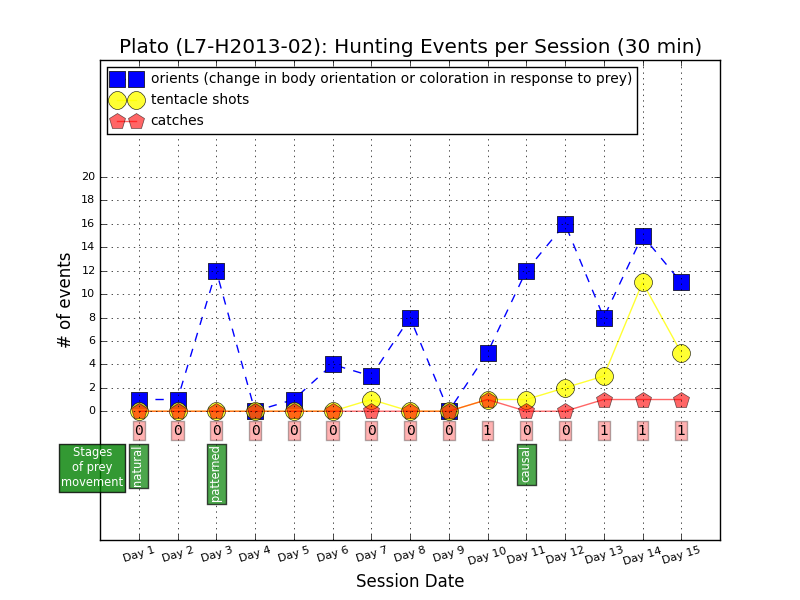 Plato (L7-H2013-02): Hunting Events per Session (30 min)
orients (change in body orientation or coloration in response to prey)
tentacle shots
catches
20
18
16
14
12
10
8
6
4
2
0
# of events
0 0 0 0 0 0 0 0 0 1 0 0 1 1 1
Stages
of prey
movement
natural
patterned
causal
Day 1 Day 2 Day 3 Day 4 Day 5 Day 6 Day 7 Day 8 Day 9 Day 10 Day 11 Day 12 Day 13 Day 14 Day 15
Session Date